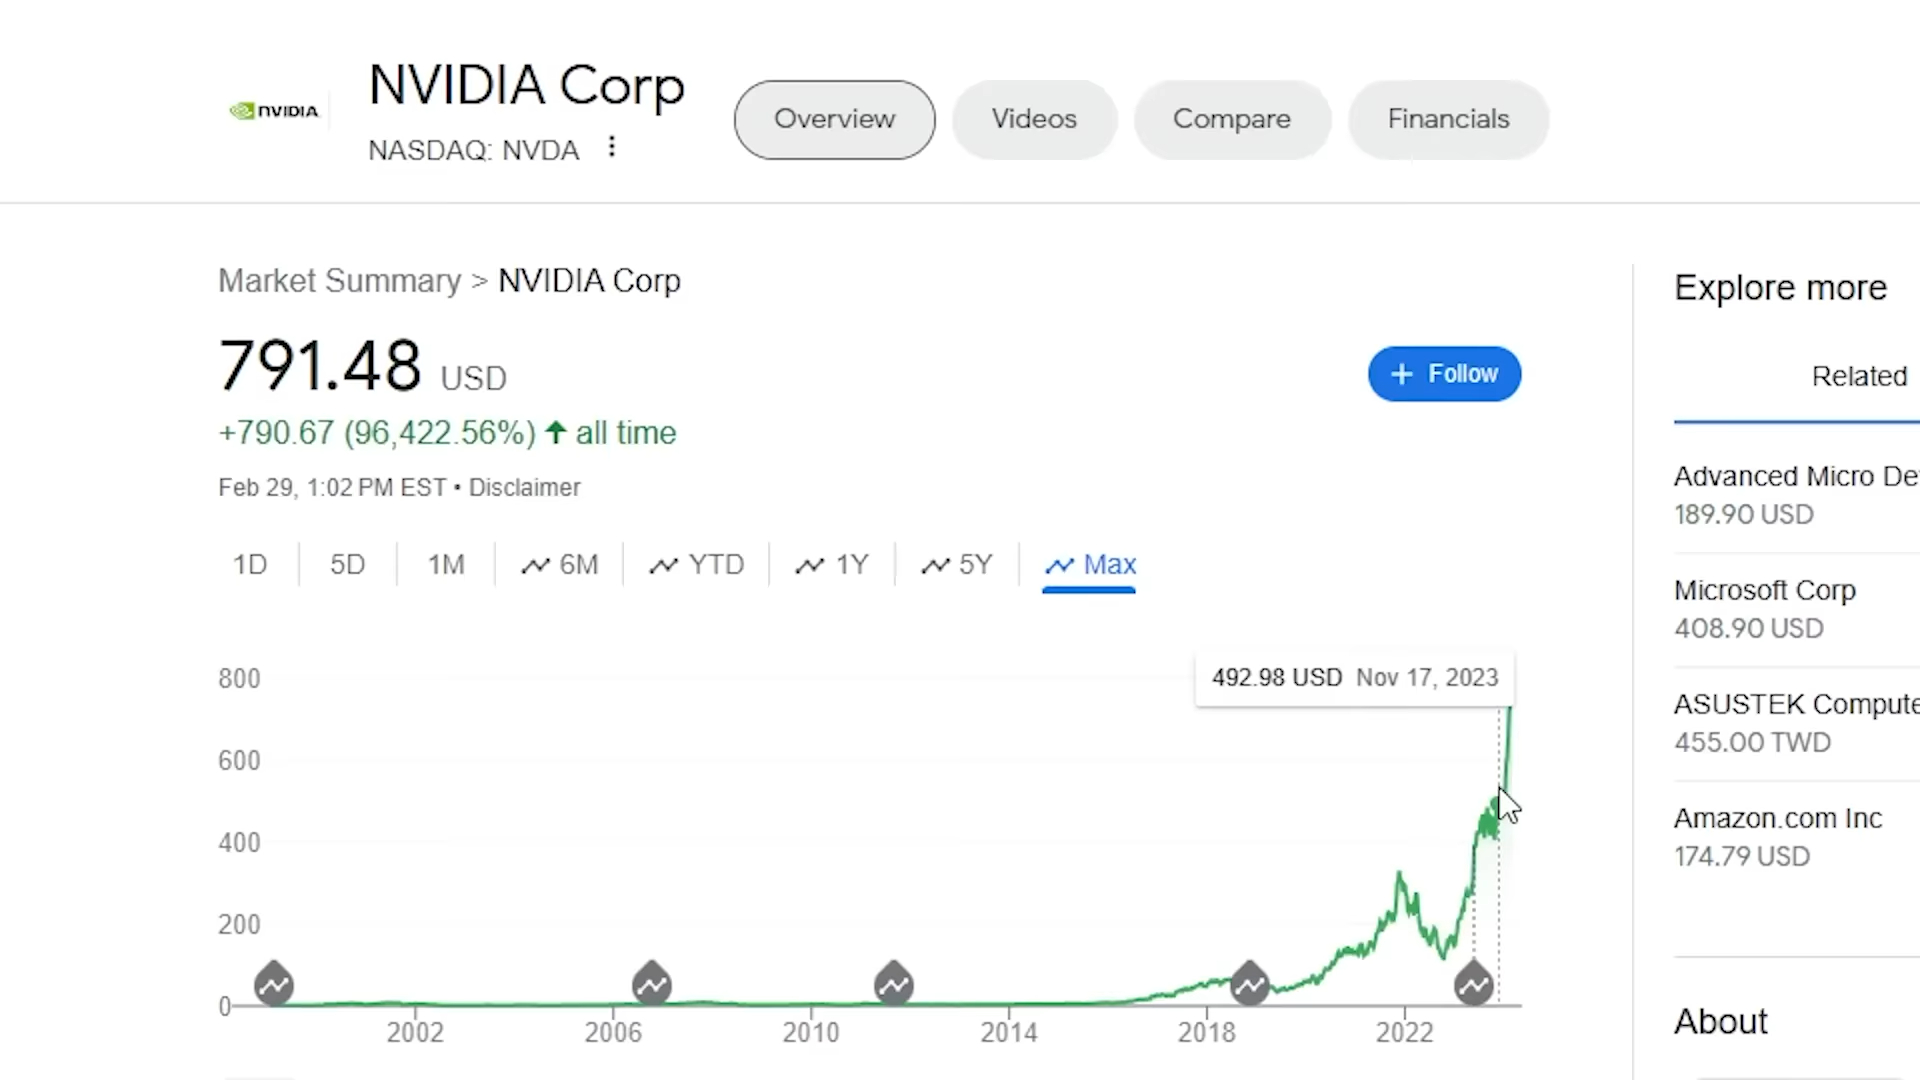 NVIDIA
NVIDIA Corp
NASDAQ: NVDA
Overview
Videos
Compare
Financials
Market Summary > NVIDIA Corp
791.48 USD
+ Follow
+790.67 (96,422.56%) ↑ all time
Feb 29, 1:02 PM EST • Disclaimer
1D
5D
1M
6M
YTD
1Y
5Y
Max
492.98 USD Nov 17, 2023
800
600
400
200
0
2002
2006
2010
2014
2018
2022
Explore more
Related
Advanced Micro De
189.90 USD
Microsoft Corp
408.90 USD
ASUSTEK Compute
455.00 TWD
Amazon.com Inc
174.79 USD
About